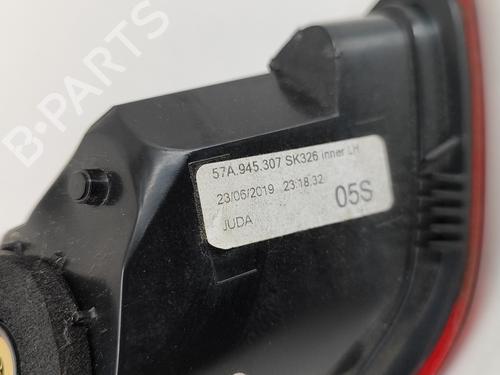 B-PARTS
57A.945.307 SK326 inner LH
23/06/2019 23:18.32
05S
JUDA